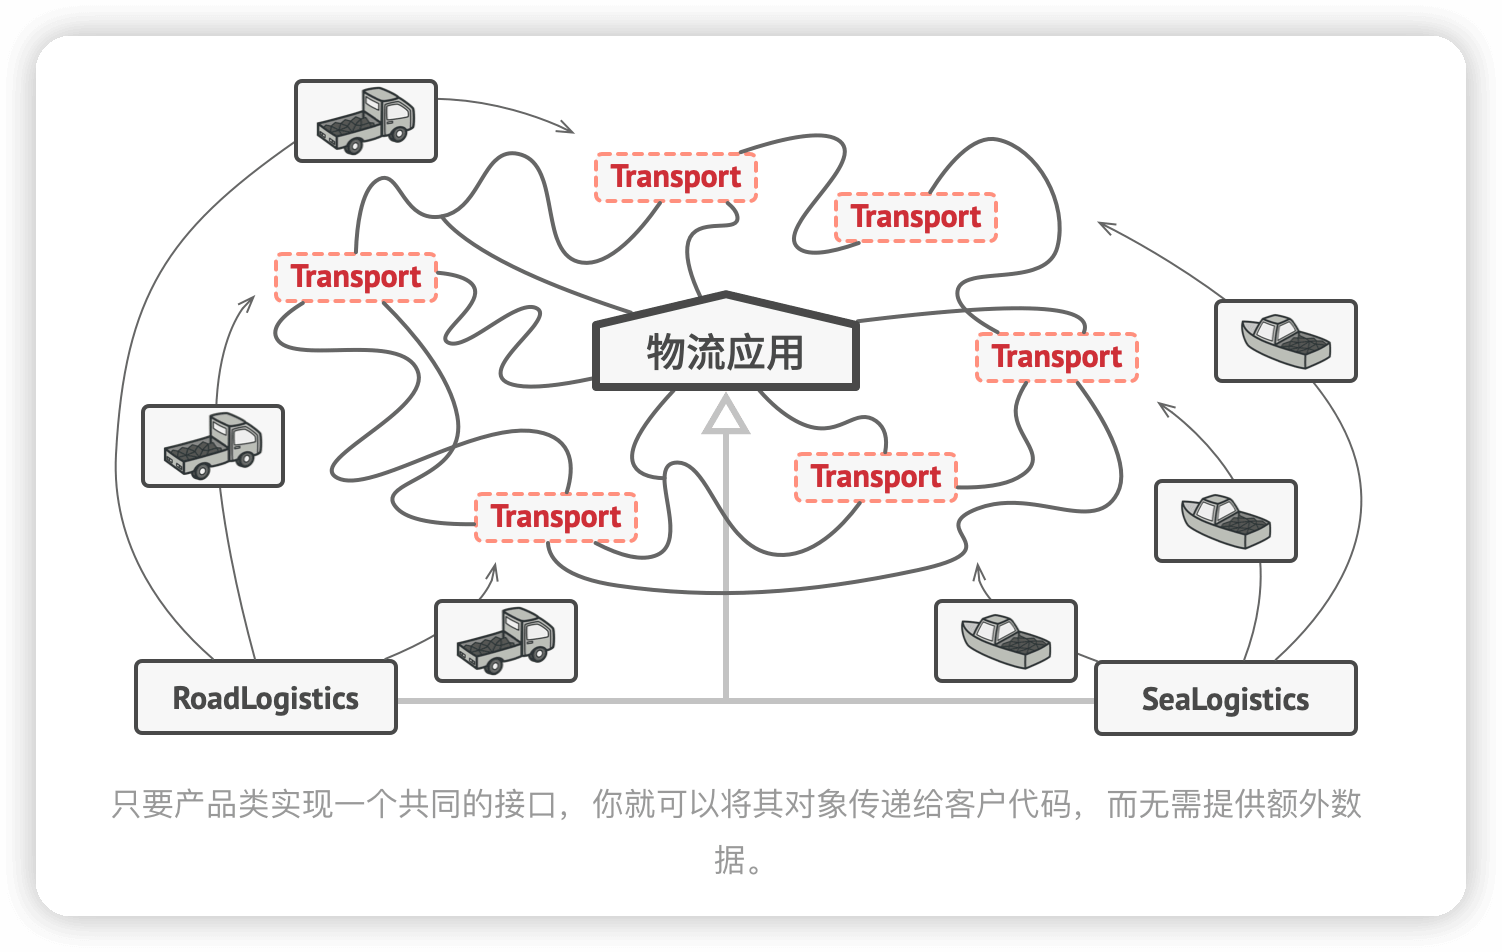 Transport
Transport
Transport
物流应用
Transport
Transport
Transport
RoadLogistics
SeaLogistics
只要产品类实现一个共同的接口， 你就可以将其对象传递给客户代码， 而无需提供额外数
据。